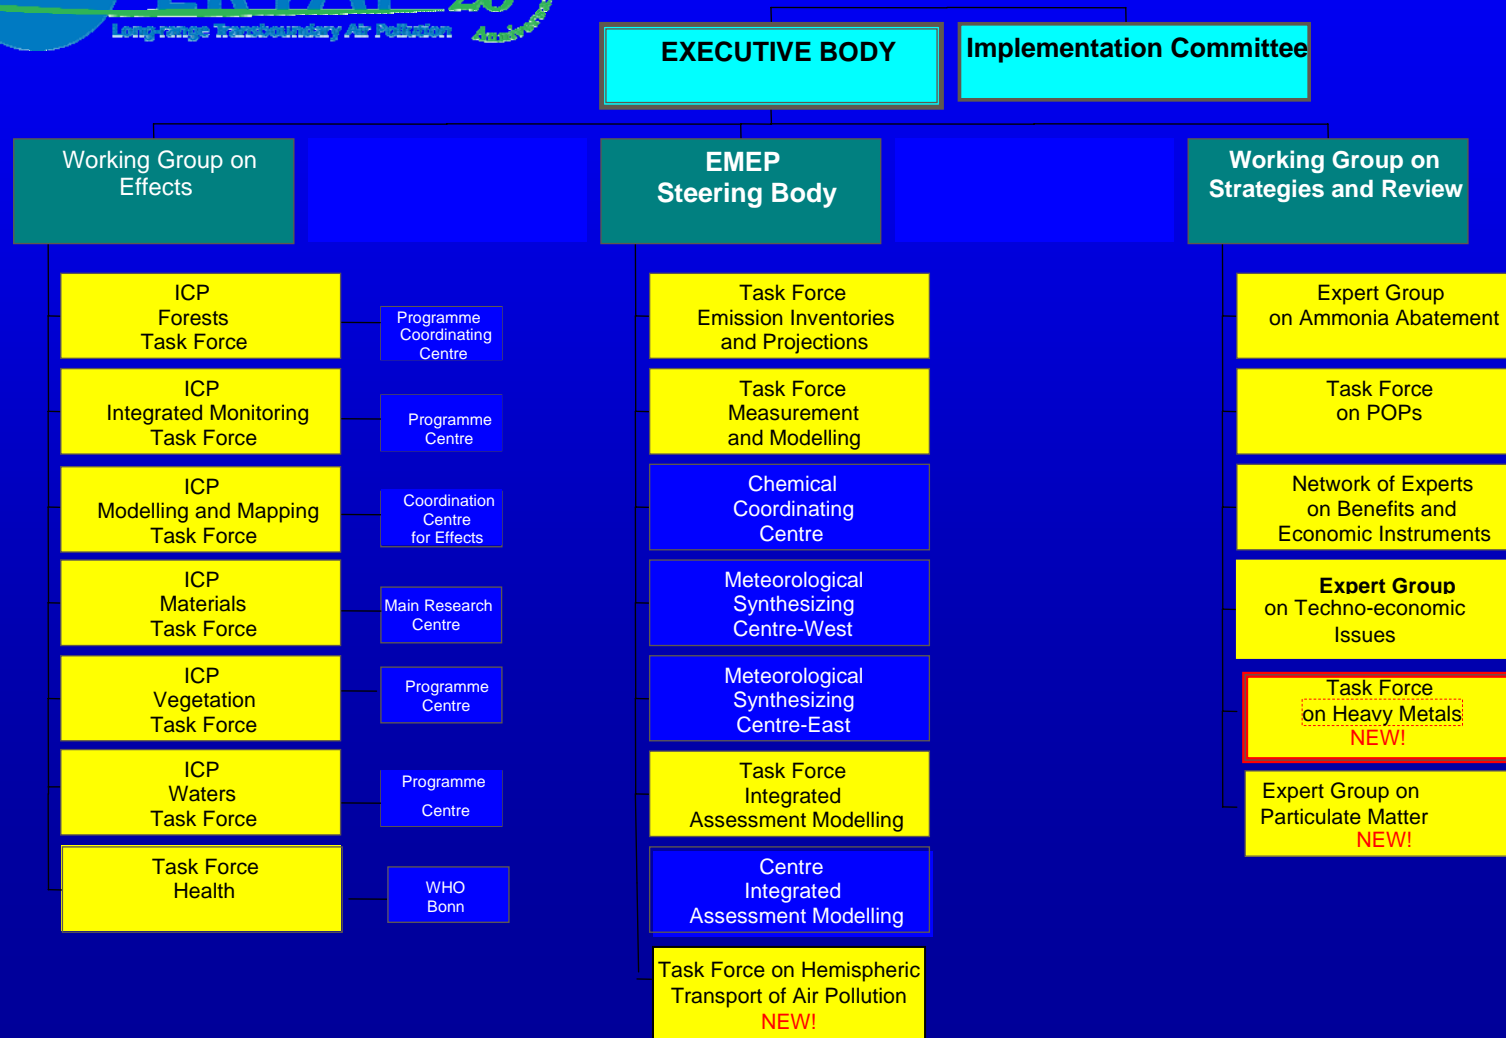 Long-range Transboundary Air Pollution
EXECUTIVE BODY
Implementation Committee
Working Group on
Effects
EMEP
Steering Body
Working Group on
Strategies and Review
ICP
Forests
Task Force
Programme
Coordinating
Centre
ICP
Integrated Monitoring
Task Force
Programme
Centre
ICP
Modelling and Mapping
Task Force
Coordination
Centre
for Effects
ICP
Materials
Task Force
Main Research
Centre
ICP
Vegetation
Task Force
Programme
Centre
ICP
Waters
Task Force
Programme
Centre
Task Force
Health
WHO
Bonn
Task Force
Emission Inventories
and Projections
Task Force
Measurement
and Modelling
Chemical
Coordinating
Centre
Meteorological
Synthesizing
Centre-West
Meteorological
Synthesizing
Centre-East
Task Force
Integrated
Assessment Modelling
Centre
Integrated
Assessment Modelling
Task Force on Hemispheric
Transport of Air Pollution
NEW!
Expert Group
on Ammonia Abatement
Task Force
on POPs
Network of Experts
on Benefits and
Economic Instruments
Expert Group
on Techno-economic
Issues
Task Force
on Heavy Metals
NEW!
Expert Group on
Particulate Matter
NEW!